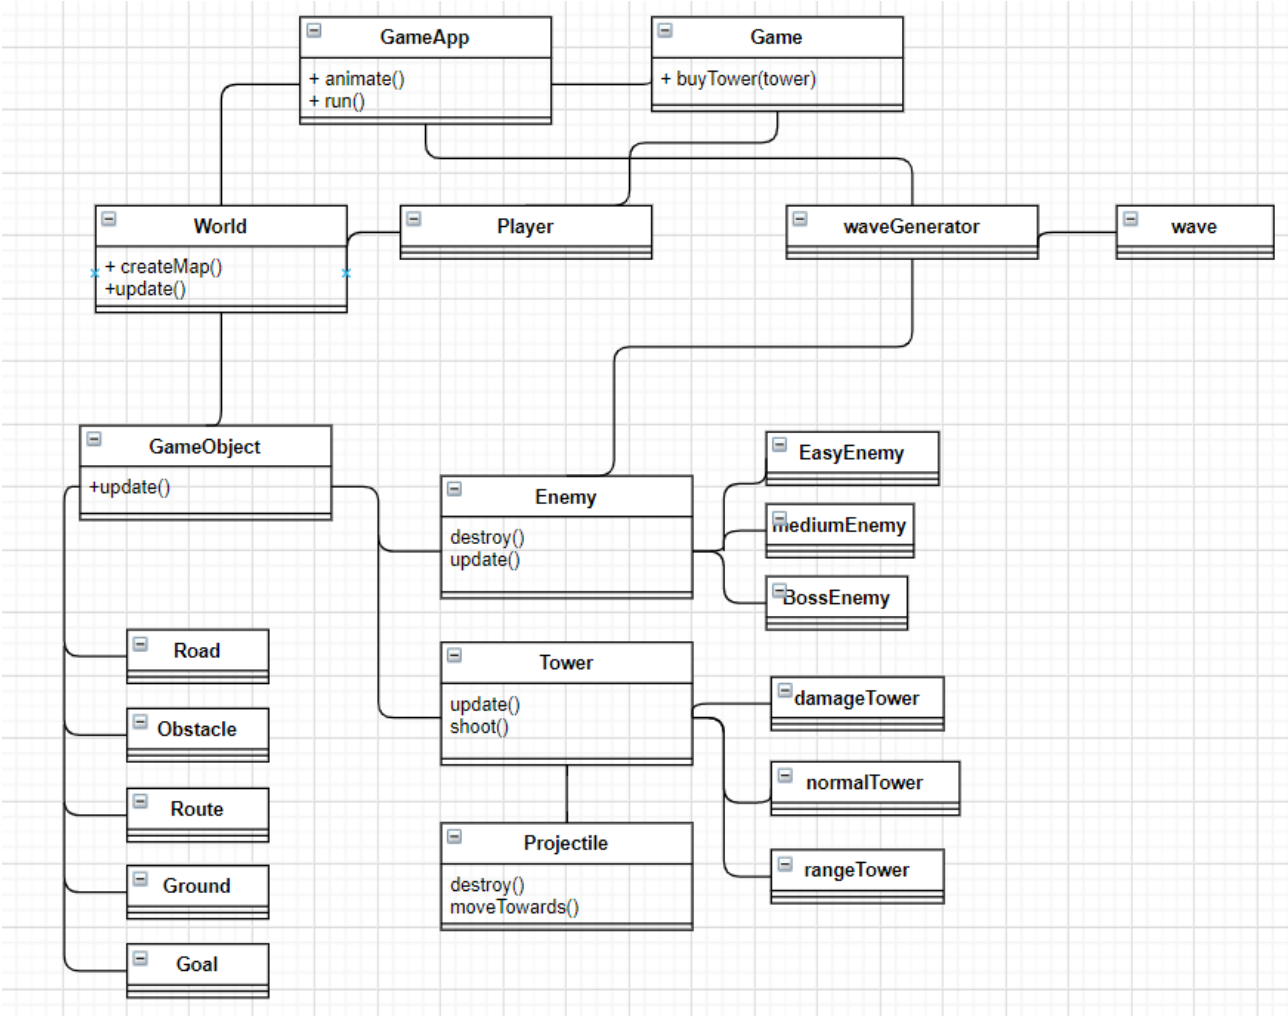 GameApp
+ animate()
+ run()
Game
+ buyTower(tower)
World
+ createMap()
+update()
Player
waveGenerator
wave
GameObject
+update()
Enemy
destroy()
update()
EasyEnemy
mediumEnemy
BossEnemy
Road
Obstacle
Route
Ground
Goal
Tower
update()
shoot()
damageTower
normalTower
rangeTower
Projectile
destroy()
moveTowards()